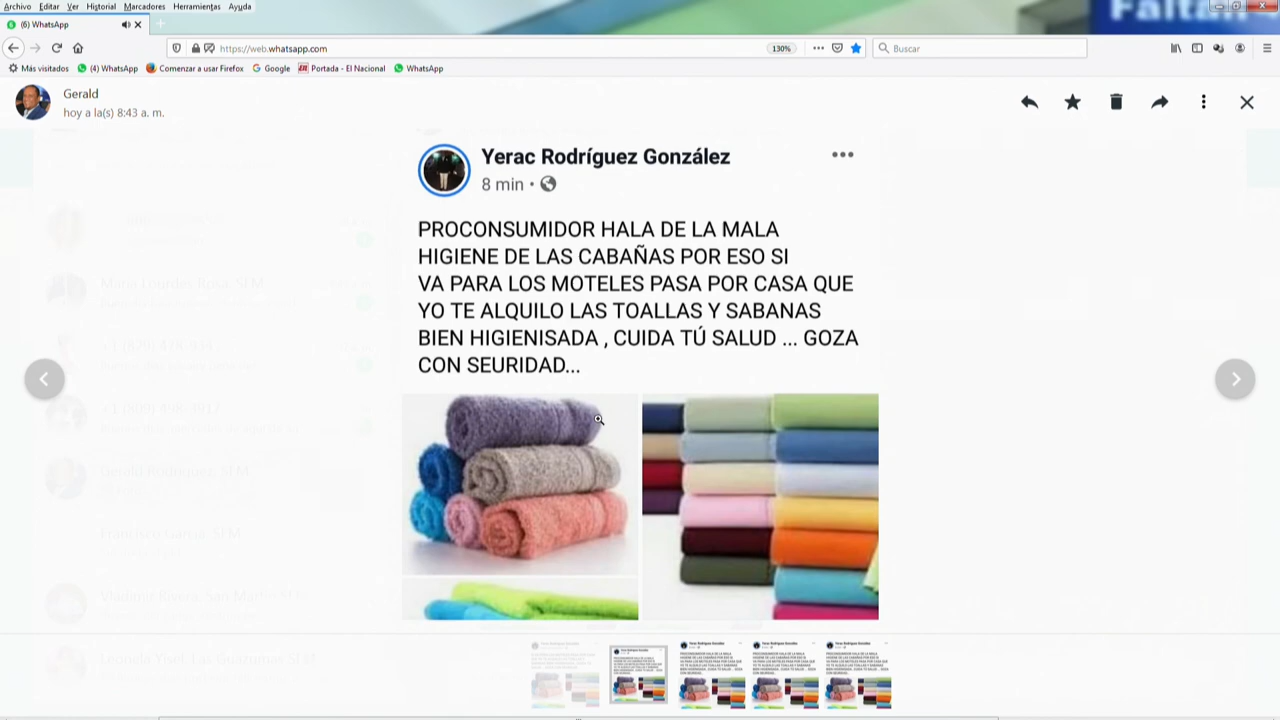 Archivo Editar Ver Historial Marcadores Herramientas Ayuda
Faltan
(6) WhatsApp
https://web.whatsapp.com
130%
Buscar
Más visitados (4) WhatsApp Comenzar a usar Firefox Google Portada - El Nacional WhatsApp
Gerald
hoy a la(s) 8:43 a. m.
Yerac Rodríguez González
8 min
PROCONSUMIDOR HALA DE LA MALA
HIGIENE DE LAS CABAÑAS POR ESO SI
VA PARA LOS MOTELES PASA POR CASA QUE
YO TE ALQUILO LAS TOALLAS Y SABANAS
BIEN HIGIENISADA , CUIDA TÚ SALUD ... GOZA
CON SEURIDAD...